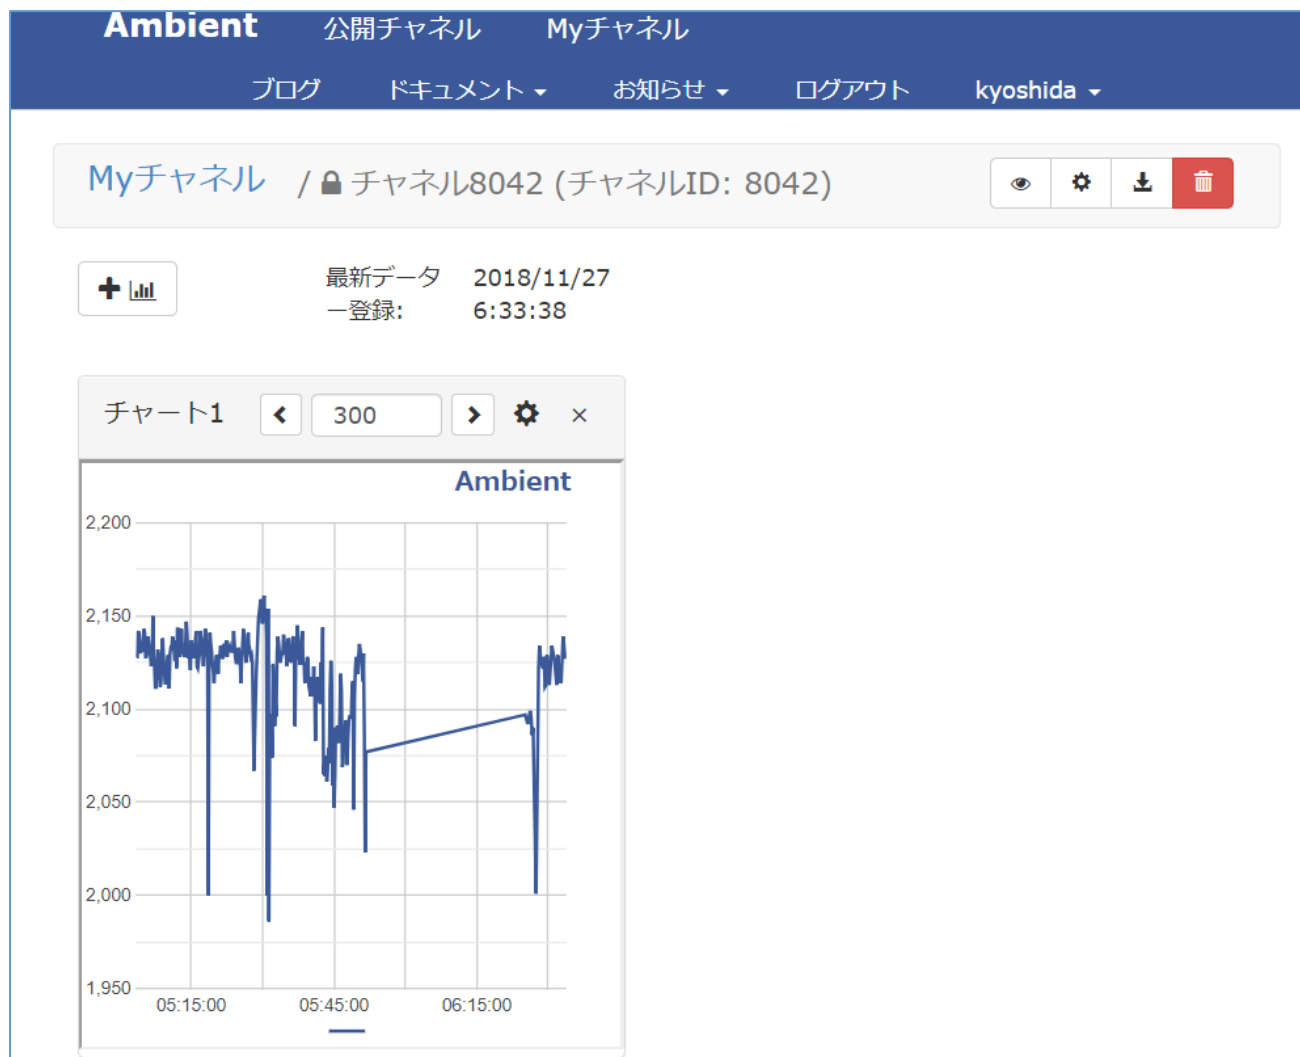 Ambient 公開チャネル Myチャネル
ブログ ドキュメント お知らせ ログアウト kyoshida
Myチャネル / チャネル8042 (チャネルID: 8042)
最新データ 2018/11/27
ー登録: 6:33:38
チャート1 300 ×
Ambient
2,200
2,150
2,100
2,050
2,000
1,950
05:15:00 05:45:00 06:15:00